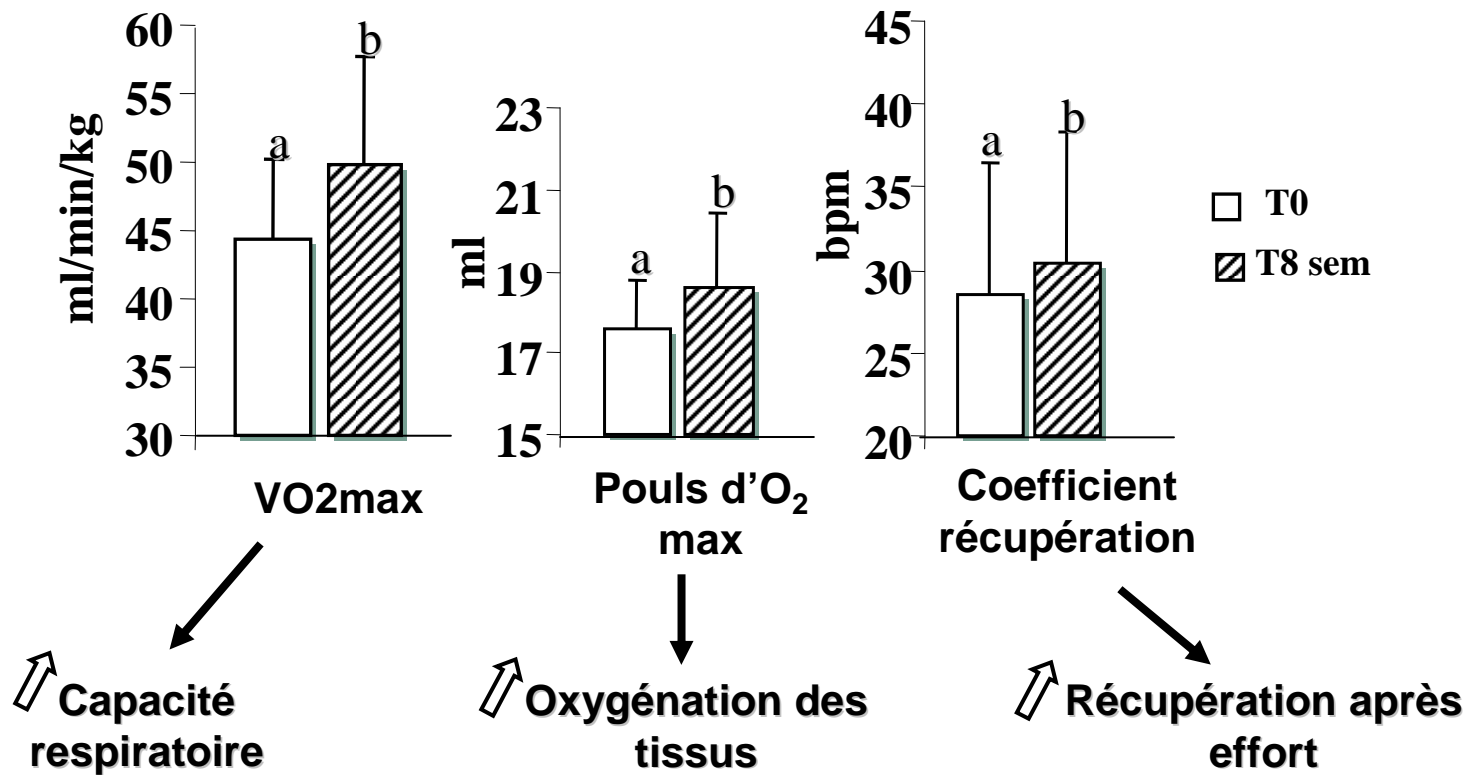 60
55
50
45
40
35
30
ml/min/kg
a
b
VO2max
23
21
19
17
15
ml
a
b
Pouls d'O₂
max
45
40
35
30
25
20
bpm
a
b
Coefficient
récupération
T0
T8 sem
Capacité
respiratoire
Oxygénation des
tissus
Récupération après
effort